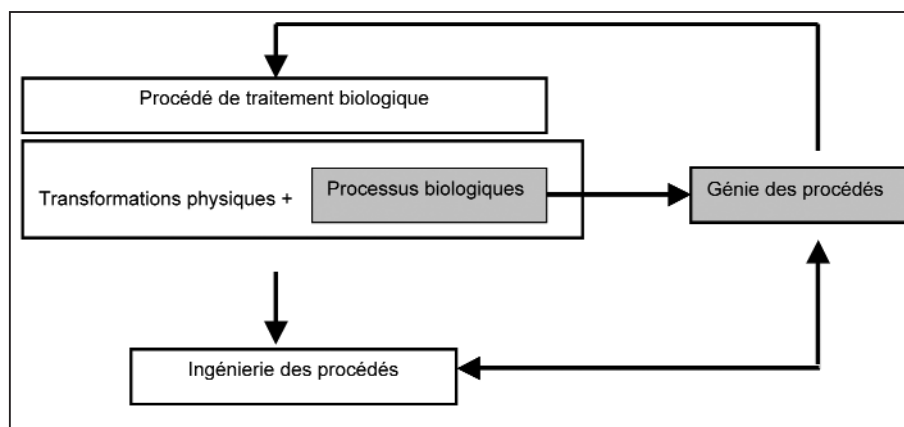 Procédé de traitement biologique
Transformations physiques +
Processus biologiques
Génie des procédés
Ingénierie des procédés